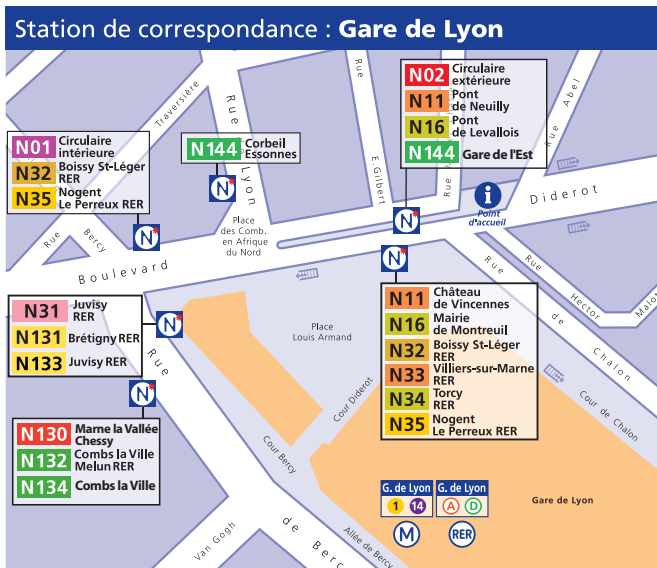 Station de correspondance : Gare de Lyon
N01 Circulaire
intérieure
N32 Boissy St-Léger
RER
N35 Nogent
Le Perreux RER
N144 Corbeil
Essonnes
N02 Circulaire
extérieure
N11 Pont
de Neuilly
N16 Pont
de Levallois
N144 Gare de l'Est
Rue
Traversière
Rue
de
Lyon
Rue
E. Gilbert
Rue
Rue Abel
Rue
Bercy
N*
N*
N*
i
Point
d'accueil
Diderot
Place
des Comb.
en Afrique
du Nord
Boulevard
N*
N31 Juvisy
RER
N131 Brétigny RER
N133 Juvisy RER
N*
N*
N130 Marne la Vallée
Chessy
N132 Combs la Ville
Melun RER
N134 Combs la Ville
N11 Château
de Vincennes
N16 Mairie
de Montreuil
N32 Boissy St-Léger
RER
N33 Villiers-sur-Marne
RER
N34 Torcy
RER
N35 Nogent
Le Perreux RER
Place
Louis Armand
Rue
Hector
Malot
Rue
de
Chalon
Cour de Chalon
Cour Diderot
Cour Bercy
Rue
de Bercy
Van Gogh
Allée de Bercy
G. de Lyon
1 14
M
G. de Lyon
A D
RER
Gare de Lyon